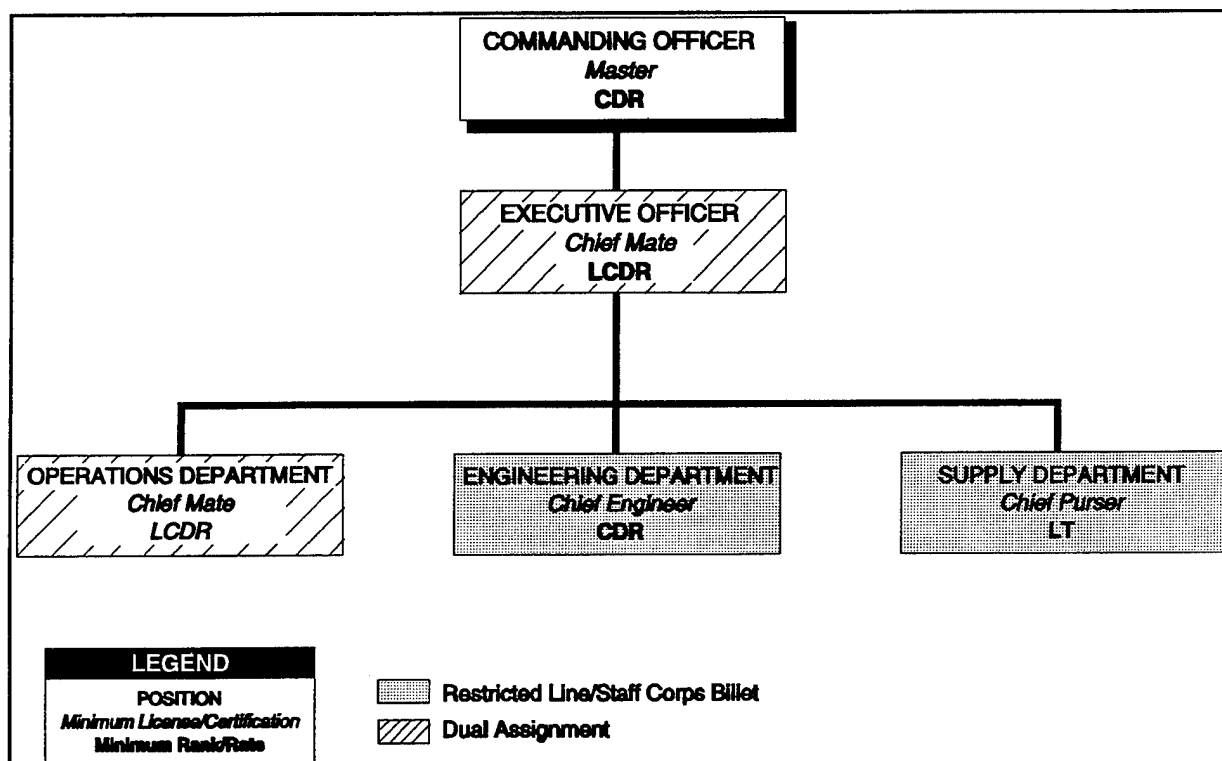 COMMANDING OFFICER
Master
CDR
EXECUTIVE OFFICER
Chief Mate
LCDR
OPERATIONS DEPARTMENT
Chief Mate
LCDR
ENGINEERING DEPARTMENT
Chief Engineer
CDR
SUPPLY DEPARTMENT
Chief Purser
LT
LEGEND
POSITION
Minimum License/Certification
Minimum Rank/Rate
Restricted Line/Staff Corps Billet
Dual Assignment